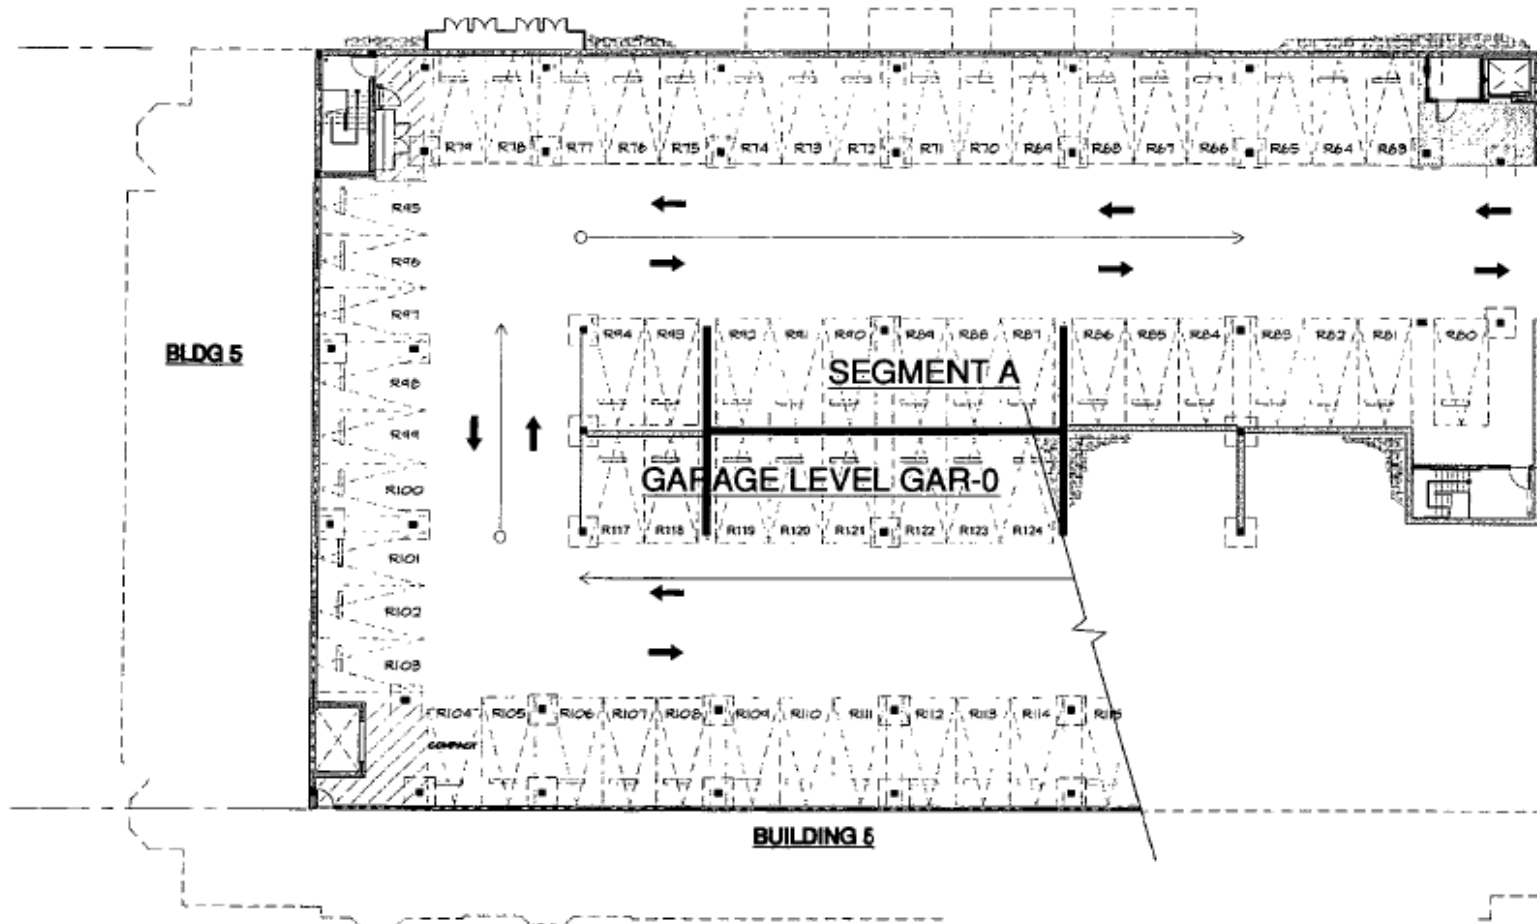 R79 R78 R77 R76 R75 R74 R73 R72 R71 R70 R69 R68 R67 R66 R65 R64 R63
R95
R96
R97
R94 R93 R92 R91 R90 R89 R88 R87 R86 R85 R84 R83 R82 R81 R80
BLDG 5
SEGMENT A
R98
R99
GARAGE LEVEL GAR-0
R100
R117 R118 R119 R120 R121 R122 R123 R124
R101
R102
R103
R104 R105 R106 R107 R108 R109 R110 R111 R112 R113 R114 R115
COMPACT
BUILDING 5